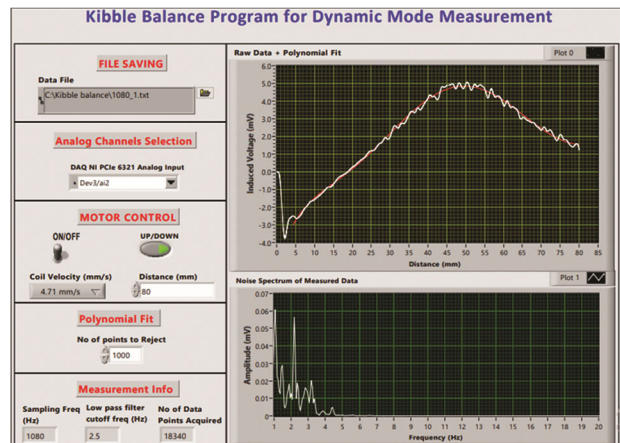 Kibble Balance Program for Dynamic Mode Measurement
FILE SAVING
Data File
C:\Kibble balance\1080_1.txt
Analog Channels Selection
DAQ NI PCIe 6321 Analog Input
Dev3/ai2
MOTOR CONTROL
ON/OFF
UP/DOWN
Coil Velocity (mm/s)
Distance (mm)
4.71 mm/s
80
Polynomial Fit
No of points to Reject
1000
Measurement Info
Sampling Freq (Hz)
Low pass filter cutoff freq (Hz)
No of Data Points Acquired
1080
2.5
18340
Raw Data + Polynomial Fit
Plot 0
Induced Voltage (mV)
6.0
5.0
4.0
3.0
2.0
1.0
0.0
-1.0
-2.0
-3.0
-4.0
0 5 10 15 20 25 30 35 40 45 50 55 60 65 70 75 80 85
Distance (mm)
Noise Spectrum of Measured Data
Plot 1
Amplitude (mV)
0.07
0.06
0.05
0.04
0.03
0.02
0.01
0
1 2 3 4 5 6 7 8 9 10 11 12 13 14 15 16 17 18 19 20
Frequency (Hz)